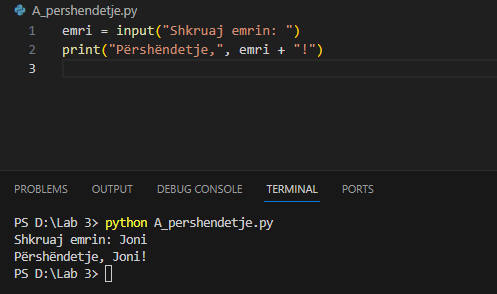 A_pershendetje.py
1 emri = input("Shkruaj emrin: ")
2 print("Përshëndetje,", emri + "!")
3
PROBLEMS OUTPUT DEBUG CONSOLE TERMINAL PORTS
PS D:\Lab 3> python A_pershendetje.py
Shkruaj emrin: Joni
Përshëndetje, Joni!
PS D:\Lab 3>